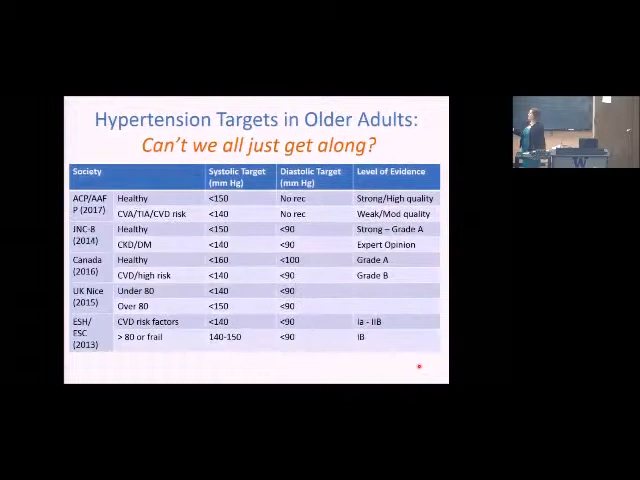 Hypertension Targets in Older Adults:
Can't we all just get along?
Society Systolic Target (mm Hg) Diastolic Target (mm Hg) Level of Evidence
ACP/AAFP (2017) Healthy <150 No rec Strong/High quality
CVA/TIA/CVD risk <140 No rec Weak/Mod quality
JNC-8 (2014) Healthy <150 <90 Strong – Grade A
CKD/DM <140 <90 Expert Opinion
Canada (2016) Healthy <160 <100 Grade A
CVD/high risk <140 <90 Grade B
UK Nice (2015) Under 80 <140 <90
Over 80 <150 <90
ESH/ESC (2013) CVD risk factors <140 <90 Ia - IIB
> 80 or frail 140-150 <90 IB
W